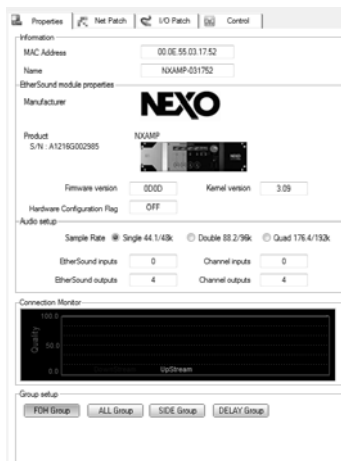 Properties Net Patch I/O Patch Control
Information
MAC Address 00.0E.55.03.17.52
Name NXAMP-031752
EtherSound module properties
Manufacturer NEXO
Product NXAMP
S/N : A1219G002985
Firmware version 0D0D Kernel version 3.09
Hardware Configuration Flag OFF
Audio setup
Sample Rate Single 44.1/48k Double 88.2/96k Quad 176.4/192k
EtherSound inputs 0 Channel inputs 0
EtherSound outputs 4 Channel outputs 4
Connection Monitor
100.0
Quality
50.0
0.0
UpStream
Group setup
FOH Group ALL Group SIDE Group DELAY Group